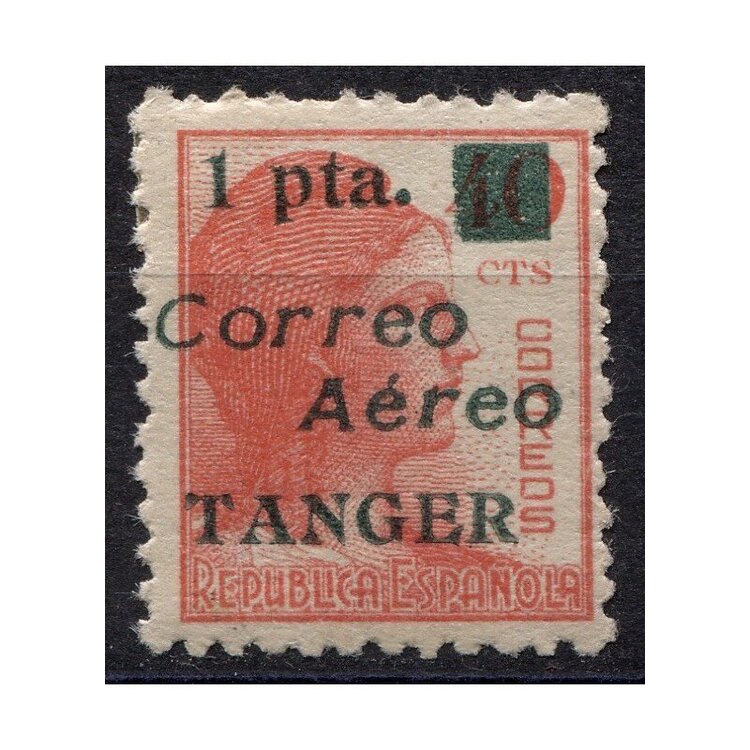 1 pta. 40
CTS
Correo
Aéreo
CORREOS
TANGER
REPUBLICA ESPAÑOLA